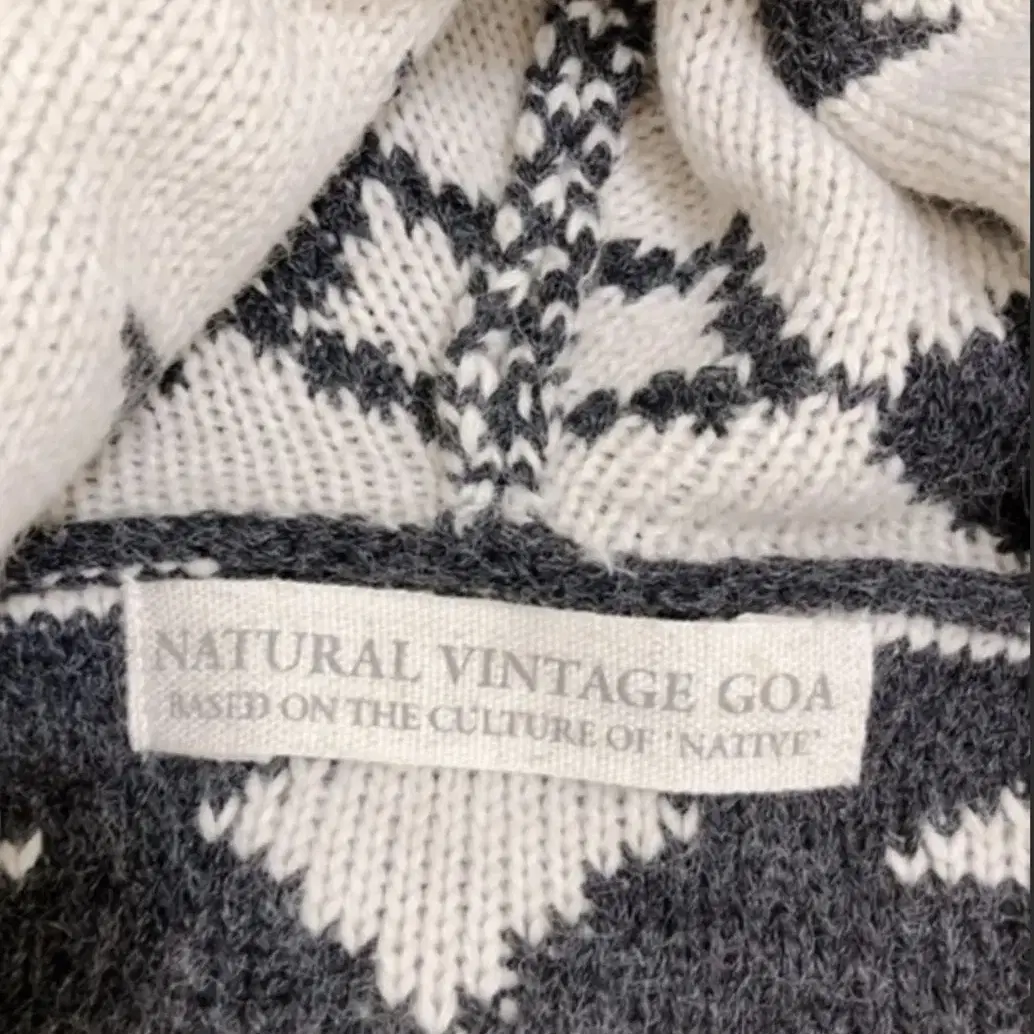 NATURAL VINTAGE GOA
BASED ON THE CULTURE OF 'NATIVE'